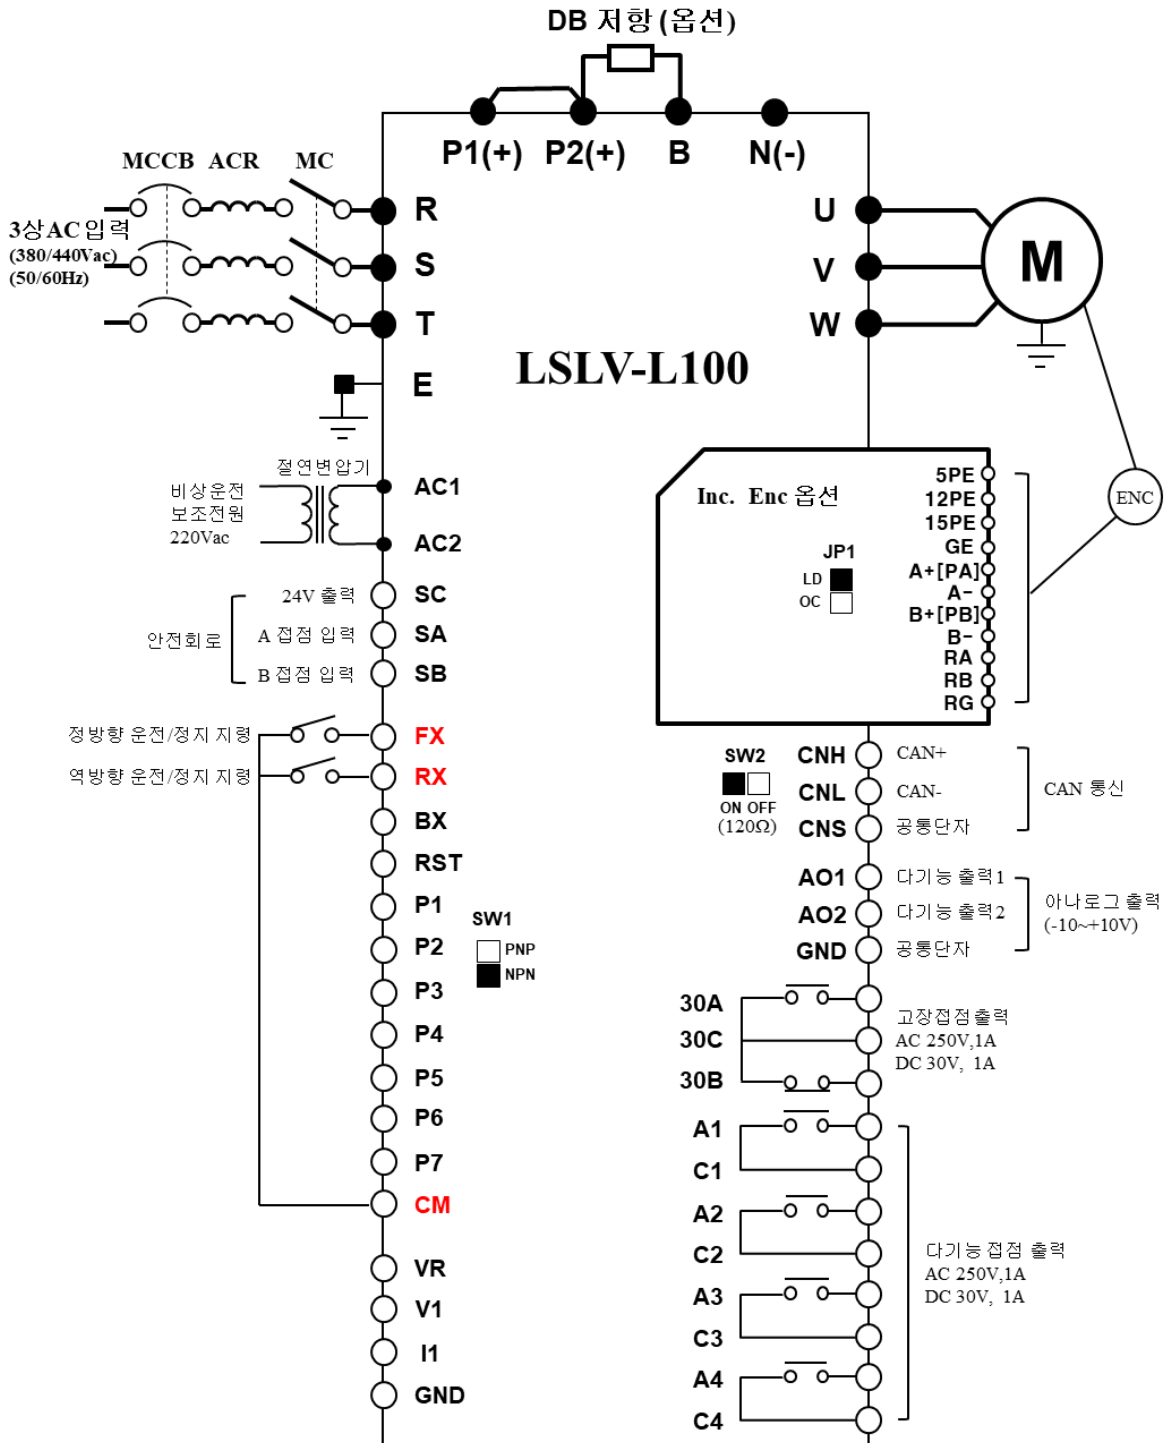 DB 저항 (옵션)
P1(+) P2(+) B N(-)
MCCB ACR MC
3상 AC 입력
(380/440Vac)
(50/60Hz)
R
S
T
E
U
V
W
M
LSLV-L100
절연변압기
비상운전
보조전원
220Vac
AC1
AC2
안전회로
24V 출력 SC
A 접점 입력 SA
B 접점 입력 SB
정방향 운전/정지 지령 FX
역방향 운전/정지 지령 RX
BX
RST
P1
P2
P3
P4
P5
P6
P7
CM
SW1
PNP
NPN
VR
V1
I1
GND
Inc. Enc 옵션
JP1
LD
OC
5PE
12PE
15PE
GE
A+[PA]
A-
B+[PB]
B-
RA
RB
RG
ENC
SW2
ON OFF
(120Ω)
CNH CAN+
CNL CAN-
CNS 공통단자
CAN 통신
AO1 다기능 출력1
AO2 다기능 출력2
GND 공통단자
아나로그 출력
(-10~+10V)
30A
30C
30B
고장접점출력
AC 250V,1A
DC 30V, 1A
A1
C1
A2
C2
A3
C3
A4
C4
다기능 접점 출력
AC 250V,1A
DC 30V, 1A